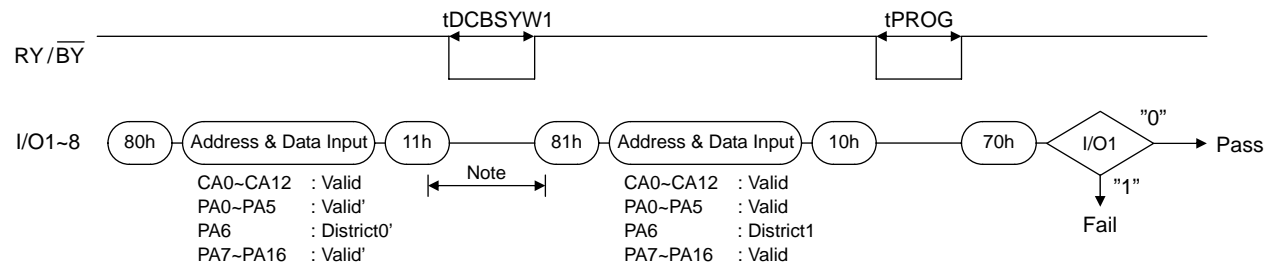 tDCBSYW1 tPROG
RY/BY
I/O1~8 80h Address & Data Input 11h 81h Address & Data Input 10h 70h I/O1 "0" Pass
Note "1"
Fail
CA0~CA12 : Valid
PA0~PA5 : Valid'
PA6 : District0'
PA7~PA16 : Valid'
CA0~CA12 : Valid
PA0~PA5 : Valid
PA6 : District1
PA7~PA16 : Valid